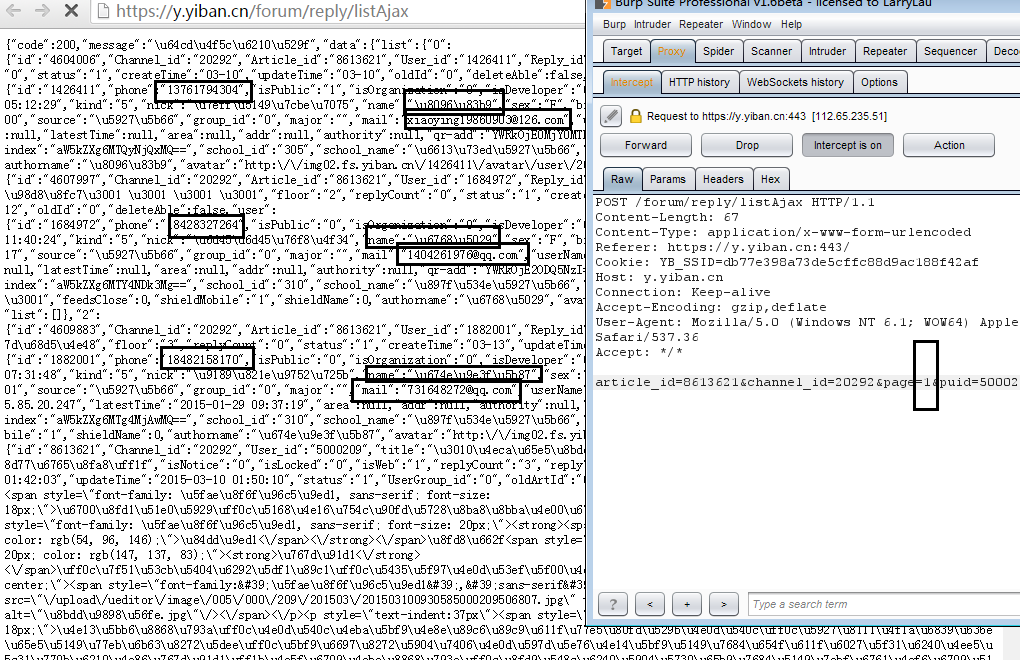 https://y.yiban.cn/forum/reply/listAjax
{"code":200,"message":"\u64cd\u4f5c\u6210\u529f","data":{"list":{"0":
{"id":"4604006","Channel_id":"20292","Article_id":"8613621","User_id":"1426411","Reply_id
"0","status":"1","createTime":"03-10","updateTime":"03-10","oldId":"0","deleteAble":false,
{"id":"1426411","phone":"13761794304","isPublic":"1","isOrganization":"0","isDeveloper":"0
05:12:29","kind":"5","nick":"\u7ef1\u5149\u7cbe\u7075","name":"\u8096\u83b9","sex":"F","bi
00","source":"\u5927\u5b66","group_id":"0","major":"","mail":
xiaoying19860903@126.com"
:null,"latestTime":null,"area":null,"addr":null,"authority":null,"qr-add":
index":"aW5kZXg6MTQyNjQxMQ==","school_id":"305","school_name":"\u6613\u73ed\u5927\u5b66",
authorname":"\u8096\u83b9","avatar":"http:\/\/img02.fs.yiban.cn\/1426411\/avatar\/user\/20
{"id":"4607997","Channel_id":"20292","Article_id":"8613621","User_id":"1684972","Reply_id"
\u98d8\u8fc7\u3001 \u3001 \u3001 \u3001","floor":"2","replyCount":"0","status":"1","create
12","oldId":"0","deleteAble":false,"user":
{"id":"1684972","phone":"8428327264","isPublic":"0","isOrganization":"0","isDeveloper":"0
11:40:24","kind":"5","nick":"\u6d45\u6d45\u76f8\u4f34","name":"\u6768\u5029","sex":"F","bi
17","source":"\u5927\u5b66","group_id":"0","major":"","mail":"1404261976@qq.com","userName
null,"latestTime":null,"area":null,"addr":null,"authority":null,"qr-add":"YWRkOjE2ODQ5NzI=
index":"aW5kZXg6MTY4NDk3Mg==","school_id":"310","school_name":"\u897f\u534e\u5927\u5b66",
\u3001","feedsClose":0,"shieldMobile":"1","shieldName":0,"authorname":"\u6768\u5029","ava
"list":[]},"2":
{"id":"4609883","Channel_id":"20292","Article_id":"8613621","User_id":"1882001","Reply_id"
7d\u68d5\u4e48","floor":"3","replyCount":"0","status":"1","createTime":"03-13","updateTime
{"id":"1882001","phone":"18482158170","isPublic":"0","isOrganization":"0","isDeveloper":"0
07:31:48","kind":"5","nick":"\u9189\u821e\u9752\u725b","name":"\u674e\u9e3f\u5b87",
01","source":"\u5927\u5b66","group_id":"0","major":"","mail":"731648272@qq.com","userName
5.85.20.247","latestTime":"2015-01-29 09:37:19","area":null,"addr":null,"authority":null,
index":"aW5kZXg6MTg4MjAwMQ==","school_id":"310","school_name":"\u897f\u534e\u5927\u5b66",
bile":"1","shieldName":0,"authorname":"\u674e\u9e3f\u5b87","avatar":"http:\/\/img02.fs.yib
{"id":"8613621","Channel_id":"20292","User_id":"5000209","title":"\u3010\u4eca\u65e5\u8bdd
8d77\u6765\u8fa8\uff1f","isNotice":"0","isLocked":"0","isWeb":"1","replyCount":"3","reply
01:42:03","updateTime":"2015-03-10 01:50:10","status":"1","UserGroup_id":"0","oldArtId":"0
<span style=\"font-family: \u5fae\u8f6f\u96c5\u9ed1, sans-serif; font-size:
18px;\">\u6700\u8fd1\u51e0\u5929\uff0c\u5168\u4e16\u754c\u90fd\u5728\u8ba8\u8bba\u4e00\u6
style=\"font-family: \u5fae\u8f6f\u96c5\u9ed1, sans-serif; font-size: 20px;\"><strong><sp
color: rgb(54, 96, 146);\">\u84dd\u9ed1<\/span><\/strong><\/span>\u8fd8\u662f<span style=\
20px; color: rgb(147, 137, 83);\"><strong>\u767d\u91d1<\/strong>
<\/span>\uff0c\u7f51\u53cb\u5404\u6292\u5df1\u89c1\uff0c\u5435\u5f97\u4e0d\u53ef\u5f00\u4
center;\"><span style=\"font-family:&#39;\u5fae\u8f6f\u96c5\u9ed1&#39;,&#39;sans-serif&#3
src=\"\/upload\/ueditor\/image\/005\/000\/209\/201503\/20150310093058500209506807.jpg\"
alt=\"\u8bdd\u9898\u56fe.jpg\"\/><\/span><\/p><p style=\"text-indent:37px\"><span style=\"
18px;\">\u4e13\u5bb6\u8868\u793a\uff0c\u4e0d\u540c\u4eba\u5bf9\u4e8e\u89c6\u89c9\u611f\u77e5\u80fd\u529b\u4e0d\u540c\uff0c\u5927\u8111\u4f1a\u6839\u636e
Burp Suite Professional v1.6beta - licensed to LarryLau
Burp Intruder Repeater Window Help
Target Proxy Spider Scanner Intruder Repeater Sequencer Deco
Intercept HTTP history WebSockets history Options
Request to https://y.yiban.cn:443 [112.65.235.51]
Forward Drop Intercept is on Action
Raw Params Headers Hex
POST /forum/reply/listAjax HTTP/1.1
Content-Length: 67
Content-Type: application/x-www-form-urlencoded
Referer: https://y.yiban.cn:443/
Cookie: YB_SSID=db77e398a73de5cffc88d9ac188f42af
Host: y.yiban.cn
Connection: Keep-alive
Accept-Encoding: gzip,deflate
User-Agent: Mozilla/5.0 (Windows NT 6.1; WOW64) Apple
Safari/537.36
Accept: */*
article_id=8613621&channel_id=20292&page=1&puid=50002
? < + > Type a search term